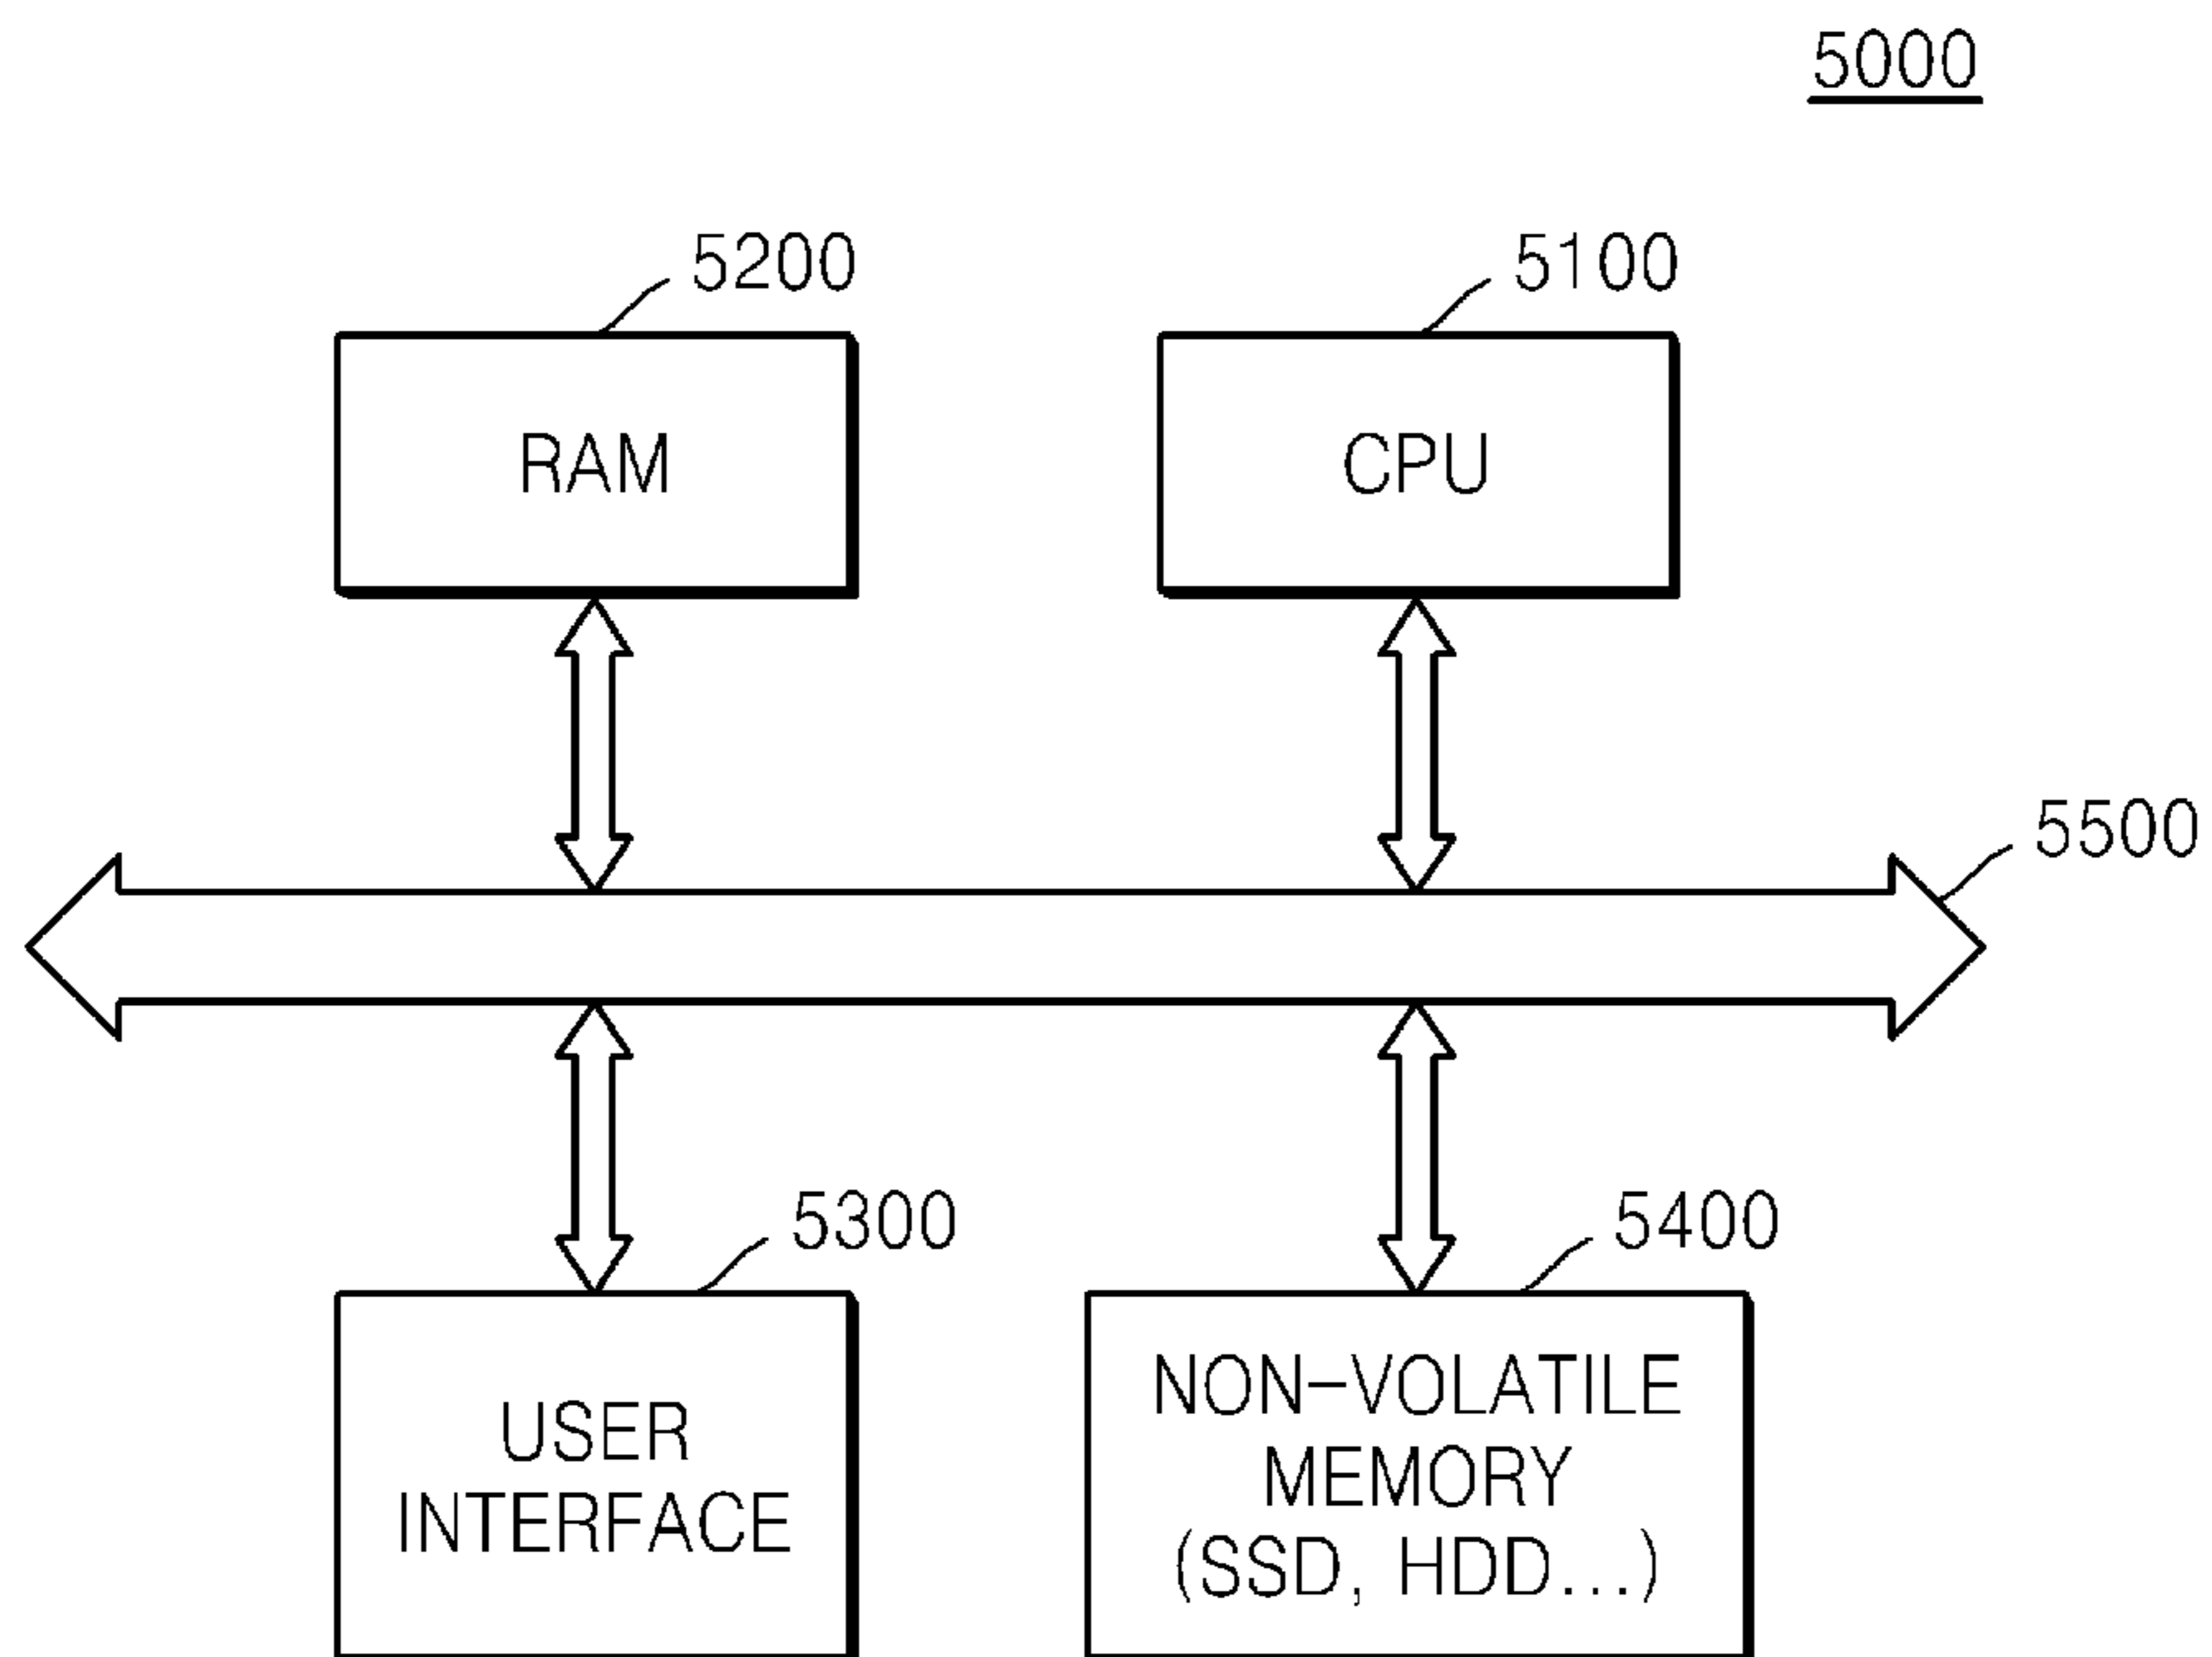 5000
5200
5100
RAM
CPU
5500
5300
5400
USER
INTERFACE
NON-VOLATILE
MEMORY
(SSD, HDD...)